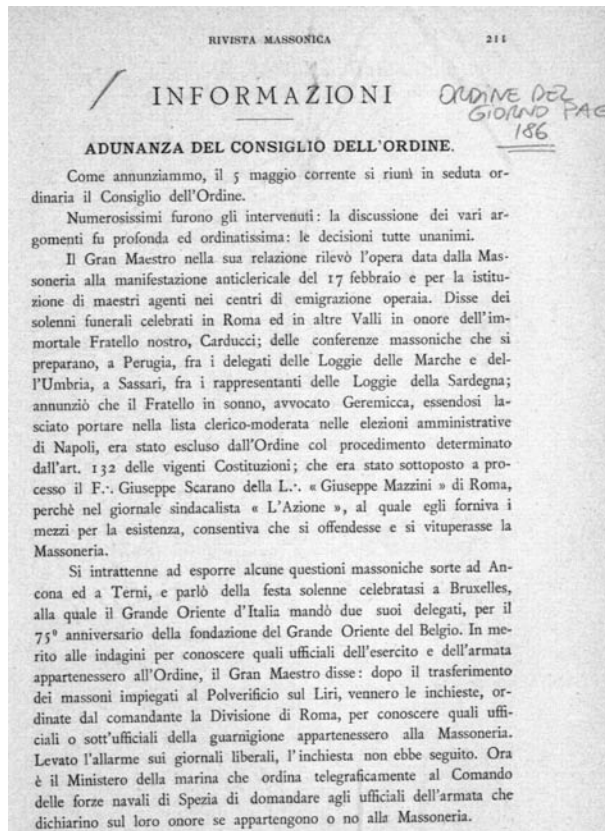 RIVISTA MASSONICA 211
INFORMAZIONI
ORDINE DEL
GIORNO PAG
186
ADUNANZA DEL CONSIGLIO DELL'ORDINE.
Come annunziammo, il 5 maggio corrente si riunì in seduta or-
dinaria il Consiglio dell'Ordine.
Numerosissimi furono gli intervenuti: la discussione dei vari ar-
gomenti fu profonda ed ordinatissima: le decisioni tutte unanimi.
Il Gran Maestro nella sua relazione rilevò l'opera data dalla Mas-
soneria alla manifestazione anticlericale del 17 febbraio e per la istitu-
zione di maestri agenti nei centri di emigrazione operaia. Disse dei
solenni funerali celebrati in Roma ed in altre Valli in onore dell'im-
mortale Fratello nostro, Carducci; delle conferenze massoniche che si
preparano, a Perugia, fra i delegati delle Loggie delle Marche e del-
l'Umbria, a Sassari, fra i rappresentanti delle Loggie della Sardegna;
annunziò che il Fratello in sonno, avvocato Geremicca, essendosi la-
sciato portare nella lista clerico-moderata nelle elezioni amministrative
di Napoli, era stato escluso dall'Ordine col procedimento determinato
dall'art. 132 delle vigenti Costituzioni; che era stato sottoposto a pro-
cesso il F∴ Giuseppe Scarano della L∴ « Giuseppe Mazzini » di Roma,
perchè nel giornale sindacalista « L'Azione », al quale egli forniva i
mezzi per la esistenza, consentiva che si offendesse e si vituperasse la
Massoneria.
Si intrattenne ad esporre alcune questioni massoniche sorte ad An-
cona ed a Terni, e parlò della festa solenne celebratasi a Bruxelles,
alla quale il Grande Oriente d'Italia mandò due suoi delegati, per il
75° anniversario della fondazione del Grande Oriente del Belgio. In me-
rito alle indagini per conoscere quali ufficiali dell'esercito e dell'armata
appartenessero all'Ordine, il Gran Maestro disse: dopo il trasferimento
dei massoni impiegati al Polverificio sul Liri, vennero le inchieste, or-
dinate dal comandante la Divisione di Roma, per conoscere quali uffi-
ciali o sott'ufficiali della guarnigione appartenessero alla Massoneria.
Levato l'allarme sui giornali liberali, l'inchiesta non ebbe seguito. Ora
è il Ministero della marina che ordina telegraficamente al Comando
delle forze navali di Spezia di domandare agli ufficiali dell'armata che
dichiarino sul loro onore se appartengono o no alla Massoneria.